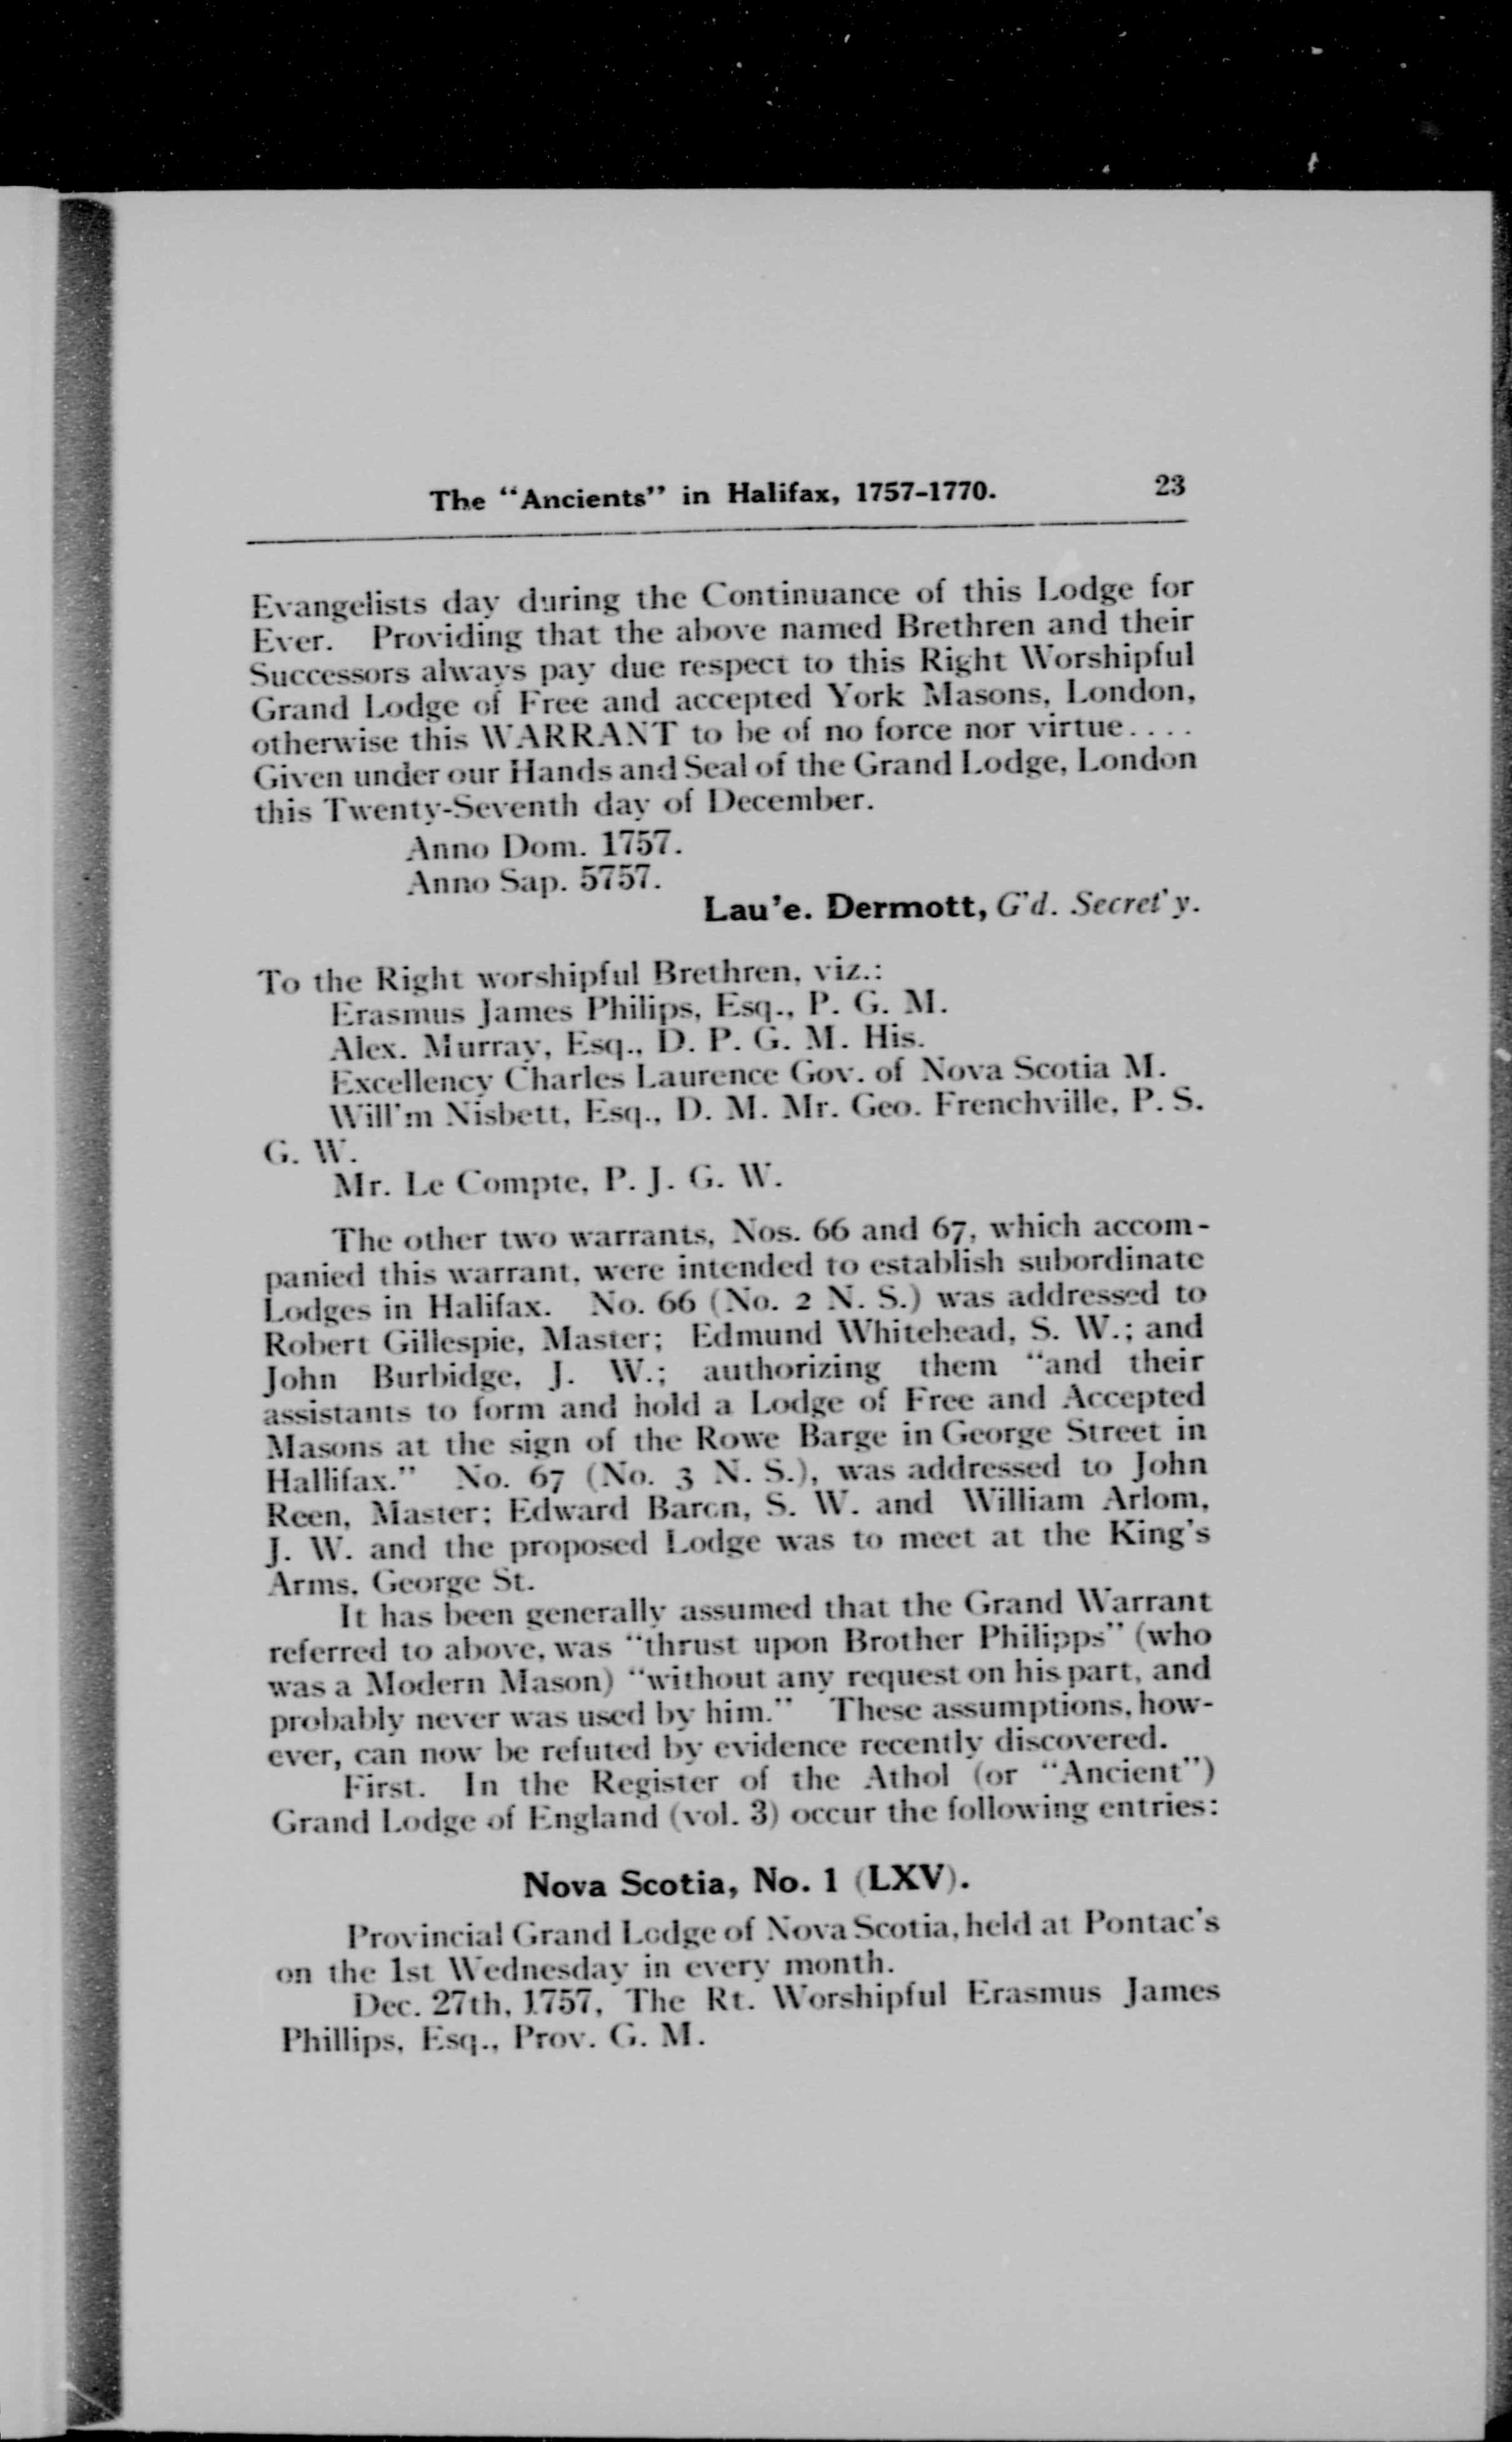 The "Ancients" in Halifax, 1757-1770. 23
Evangelists day during the Continuance of this Lodge for
Ever. Providing that the above named Brethren and their
Successors always pay due respect to this Right Worshipful
Grand Lodge of Free and accepted York Masons, London,
otherwise this WARRANT to be of no force nor virtue....
Given under our Hands and Seal of the Grand Lodge, London
this Twenty-Seventh day of December.
Anno Dom. 1757.
Anno Sap. 5757.
Lau'e. Dermott, G'd. Secret'y.
To the Right worshipful Brethren, viz.:
Erasmus James Philips, Esq., P. G. M.
Alex. Murray, Esq., D. P. G. M. His.
Excellency Charles Laurence Gov. of Nova Scotia M.
Will'm Nisbett, Esq., D. M. Mr. Geo. Frenchville, P. S.
G. W.
Mr. Le Compte, P. J. G. W.
The other two warrants, Nos. 66 and 67, which accom-
panied this warrant, were intended to establish subordinate
Lodges in Halifax. No. 66 (No. 2 N. S.) was addressed to
Robert Gillespie, Master; Edmund Whitehead, S. W.; and
John Burbidge, J. W.; authorizing them "and their
assistants to form and hold a Lodge of Free and Accepted
Masons at the sign of the Rowe Barge in George Street in
Hallifax." No. 67 (No. 3 N. S.), was addressed to John
Reen, Master; Edward Baron, S. W. and William Arlom,
J. W. and the proposed Lodge was to meet at the King's
Arms, George St.
It has been generally assumed that the Grand Warrant
referred to above, was "thrust upon Brother Philipps" (who
was a Modern Mason) "without any request on his part, and
probably never was used by him." These assumptions, how-
ever, can now be refuted by evidence recently discovered.
First. In the Register of the Athol (or "Ancient")
Grand Lodge of England (vol. 3) occur the following entries:
Nova Scotia, No. 1 (LXV).
Provincial Grand Lodge of Nova Scotia, held at Pontac's
on the 1st Wednesday in every month.
Dec. 27th, 1757, The Rt. Worshipful Erasmus James
Phillips, Esq., Prov. G. M.